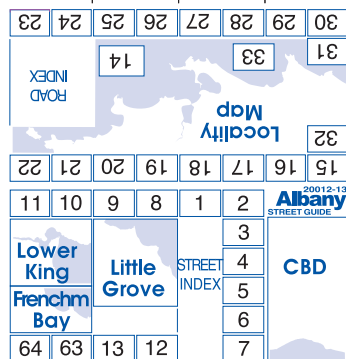 23 24 25 26 27 28 29 30
ROAD
INDEX
14
33
31
Locality
Map
32
22 21 20 19 18 17 16 15
11 10 9 8 1 2
20012-13
Albany
STREET GUIDE
3
Lower
King
Little
Grove
STREET
INDEX
4
CBD
5
Frenchm
Bay
6
64 63 13 12 7